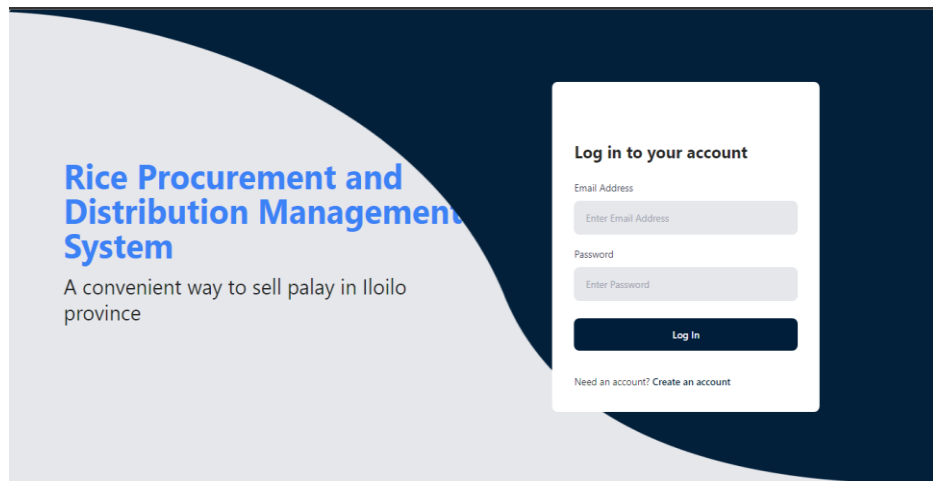 Rice Procurement and
Distribution Management
System
A convenient way to sell palay in Iloilo
province
Log in to your account
Email Address
Enter Email Address
Password
Enter Password
Log In
Need an account? Create an account